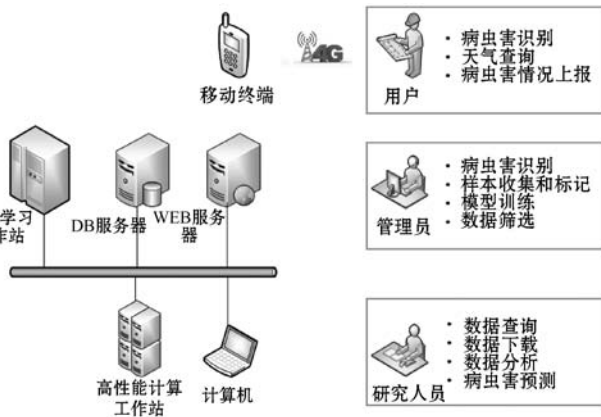 4G
移动终端
用户
· 病虫害识别
· 天气查询
· 病虫害情况上报
学习
作站
DB服务器
WEB服务
器
管理员
· 病虫害识别
· 样本收集和标记
· 模型训练
· 数据筛选
高性能计算
工作站
计算机
研究人员
· 数据查询
· 数据下载
· 数据分析
· 病虫害预测